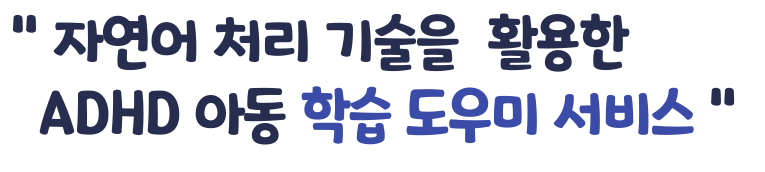 " 자연어 처리 기술을 활용한
ADHD 아동 학습 도우미 서비스 "